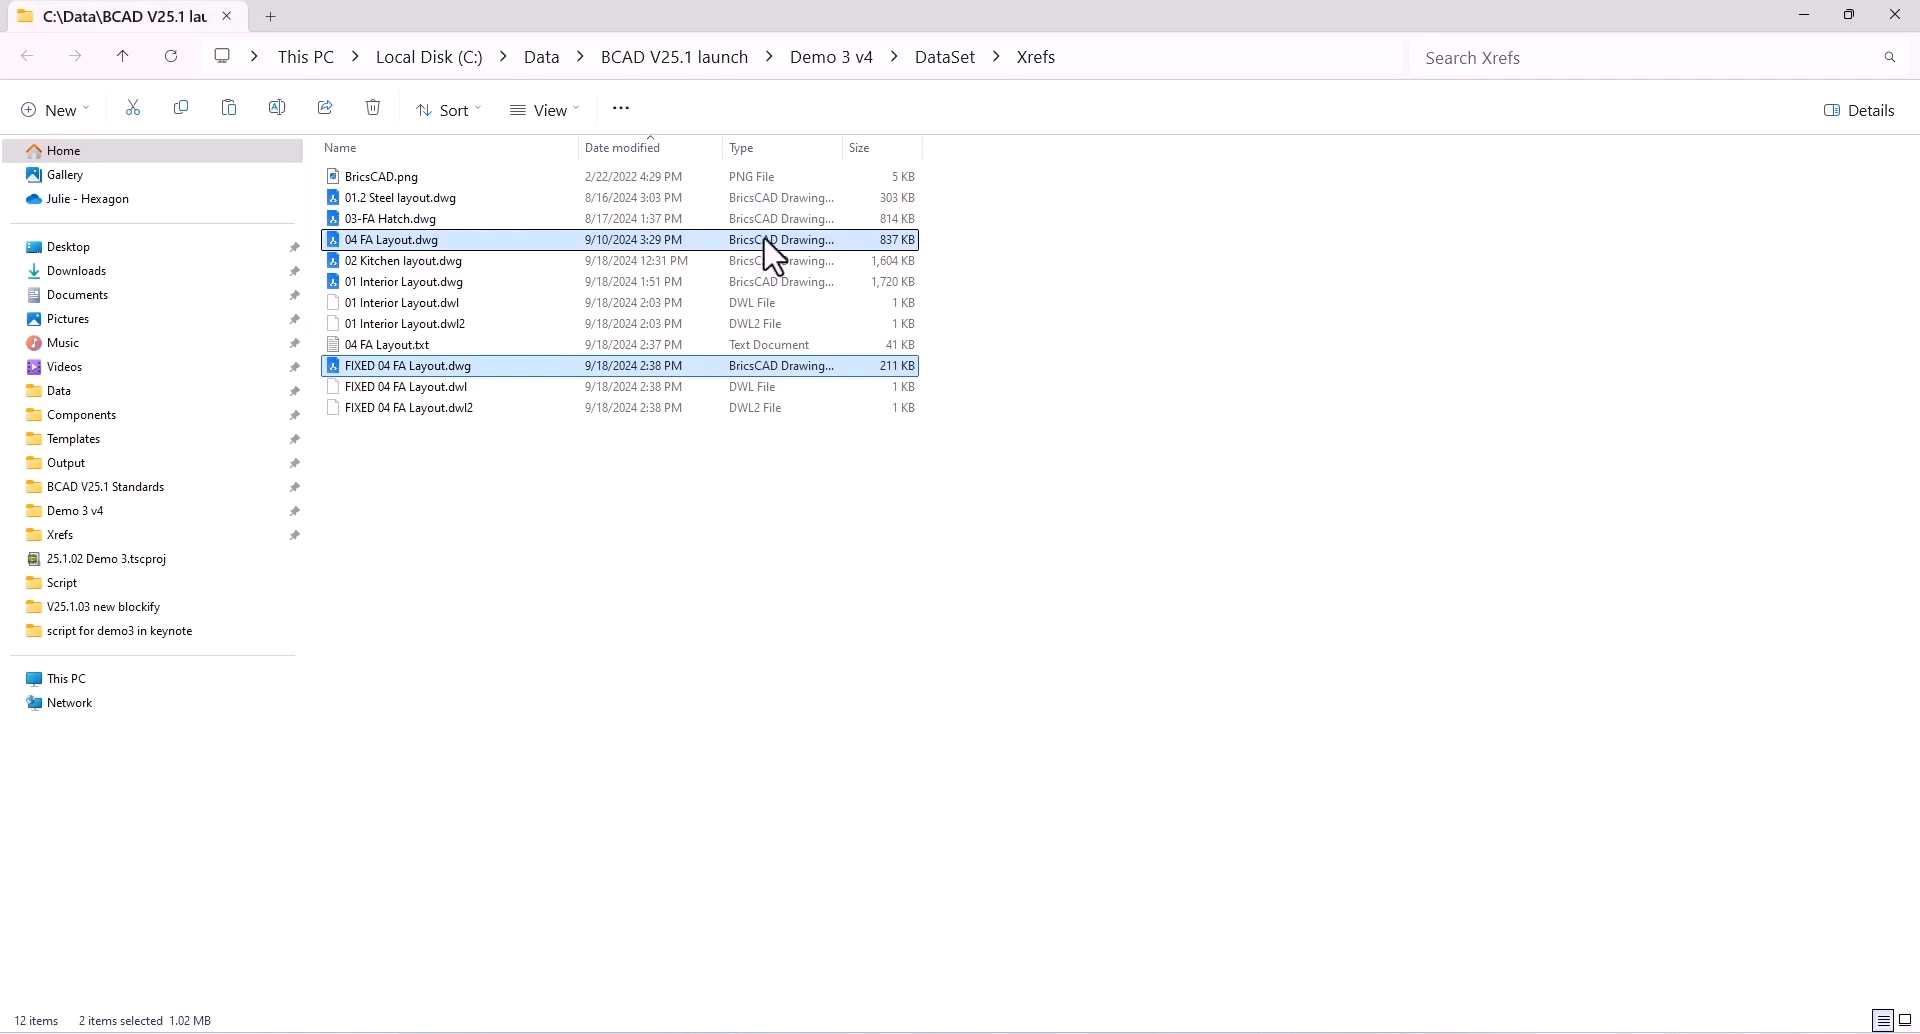 C:\Data\BCAD V25.1 lau
This PC > Local Disk (C:) > Data > BCAD V25.1 launch > Demo 3 v4 > DataSet > Xrefs
Search Xrefs
New
Sort
View
Details
Home
Gallery
Julie - Hexagon
Desktop
Downloads
Documents
Pictures
Music
Videos
Data
Components
Templates
Output
BCAD V25.1 Standards
Demo 3 v4
Xrefs
25.1.02 Demo 3.tscproj
Script
V25.1.03 new blockify
script for demo3 in keynote
This PC
Network
Name Date modified Type Size
BricsCAD.png 2/22/2022 4:29 PM PNG File 5 KB
01.2 Steel layout.dwg 8/16/2024 3:03 PM BricsCAD Drawing... 303 KB
03-FA Hatch.dwg 8/17/2024 1:37 PM BricsCAD Drawing... 814 KB
04 FA Layout.dwg 9/10/2024 3:29 PM BricsCAD Drawing... 837 KB
02 Kitchen layout.dwg 9/18/2024 12:31 PM BricsCAD Drawing... 1,604 KB
01 Interior Layout.dwg 9/18/2024 1:51 PM BricsCAD Drawing... 1,720 KB
01 Interior Layout.dwl 9/18/2024 2:03 PM DWL File 1 KB
01 Interior Layout.dwl2 9/18/2024 2:03 PM DWL2 File 1 KB
04 FA Layout.txt 9/18/2024 2:37 PM Text Document 41 KB
FIXED 04 FA Layout.dwg 9/18/2024 2:38 PM BricsCAD Drawing... 211 KB
FIXED 04 FA Layout.dwl 9/18/2024 2:38 PM DWL File 1 KB
FIXED 04 FA Layout.dwl2 9/18/2024 2:38 PM DWL2 File 1 KB
12 items 2 items selected 1.02 MB